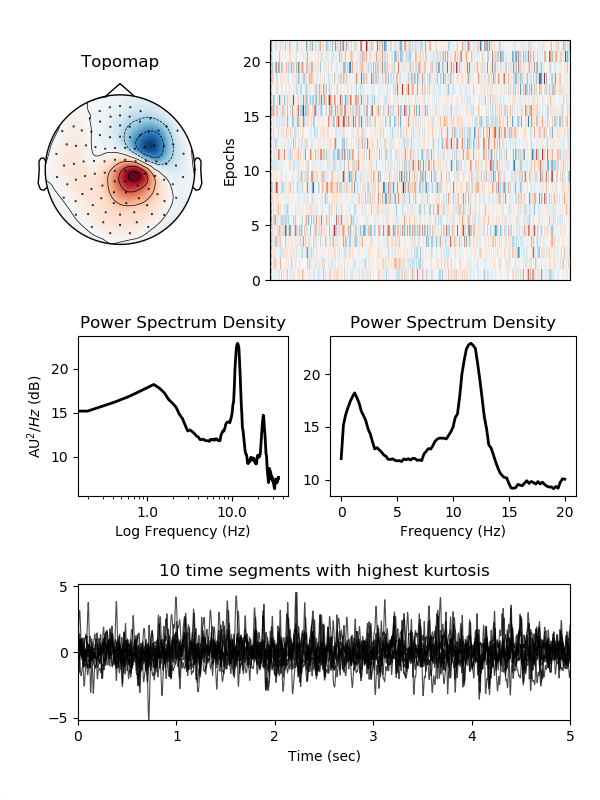 Topomap
20
15
10
5
0
Epochs
Power Spectrum Density
20
15
10
AU²/Hz (dB)
1.0 10.0
Log Frequency (Hz)
Power Spectrum Density
20
15
10
0 5 10 15 20
Frequency (Hz)
10 time segments with highest kurtosis
5
0
−5
0 1 2 3 4 5
Time (sec)